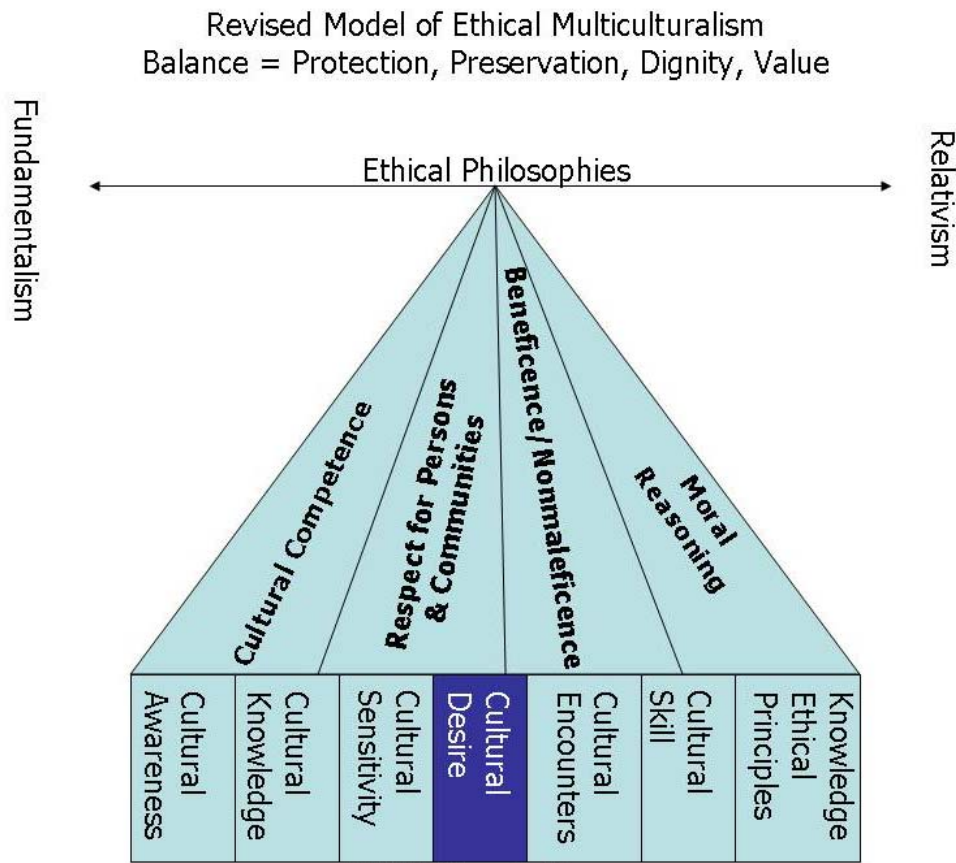 Revised Model of Ethical Multiculturalism
Balance = Protection, Preservation, Dignity, Value
Fundamentalism
Ethical Philosophies
Relativism
Cultural Competence
Respect for Persons
& Communities
Beneficence/Nonmaleficence
Moral
Reasoning
Cultural
Awareness
Cultural
Knowledge
Cultural
Sensitivity
Cultural
Desire
Cultural
Encounters
Cultural
Skill
Knowledge
Ethical
Principles